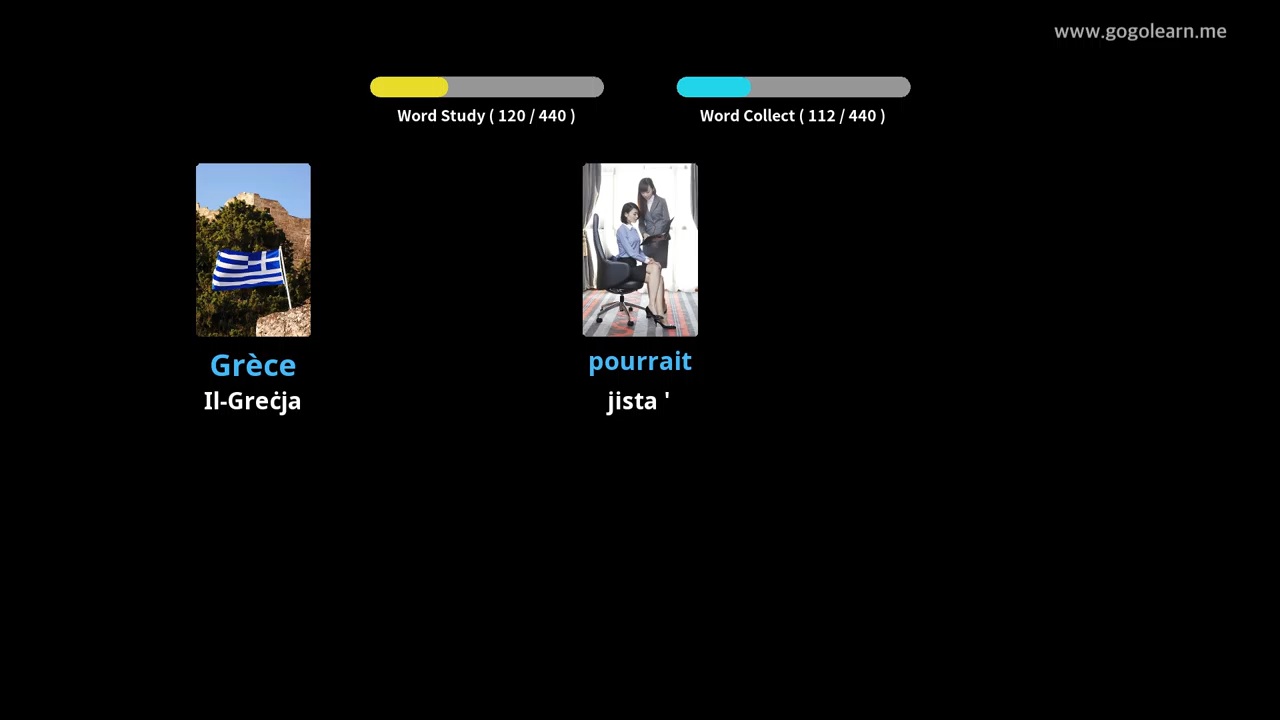 www.gogolearn.me
Word Study ( 120 / 440 )
Word Collect ( 112 / 440 )
Grèce
Il-Greċja
pourrait
jista '